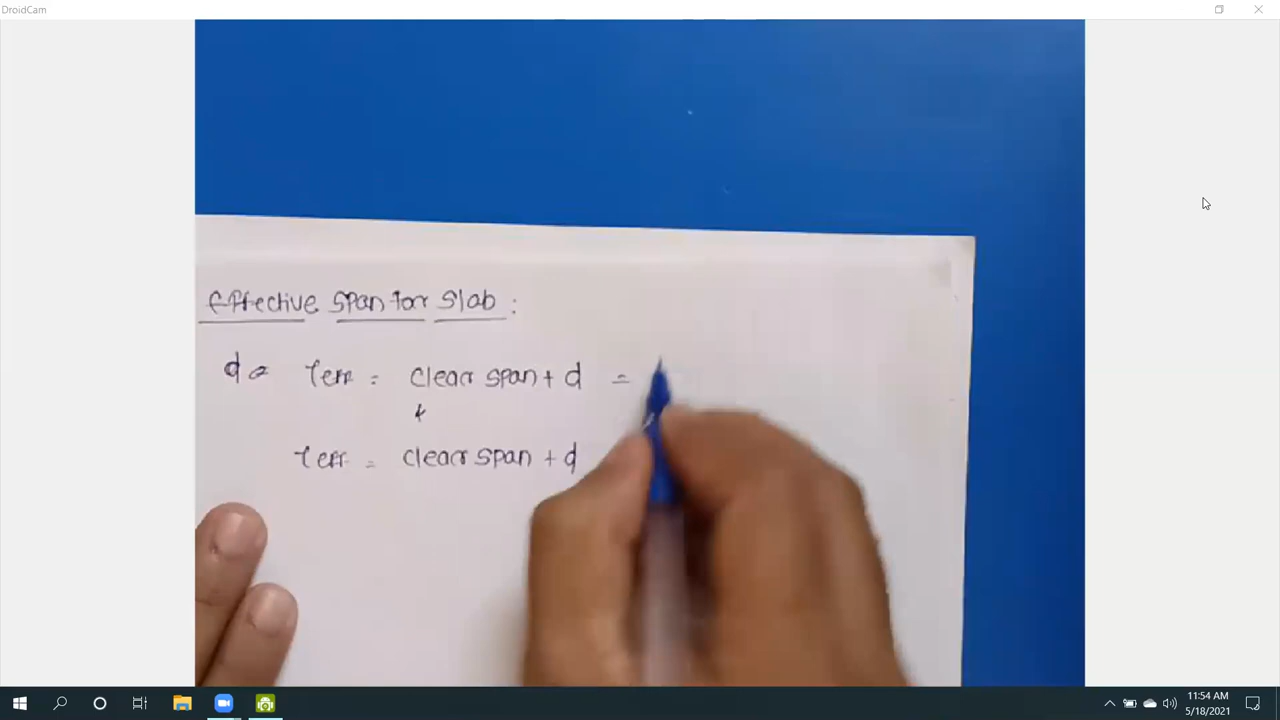 DroidCam
Effective Span for Slab :
leff = Clear span + d =
&
leff = Clear span + d
11:54 AM
5/18/2021